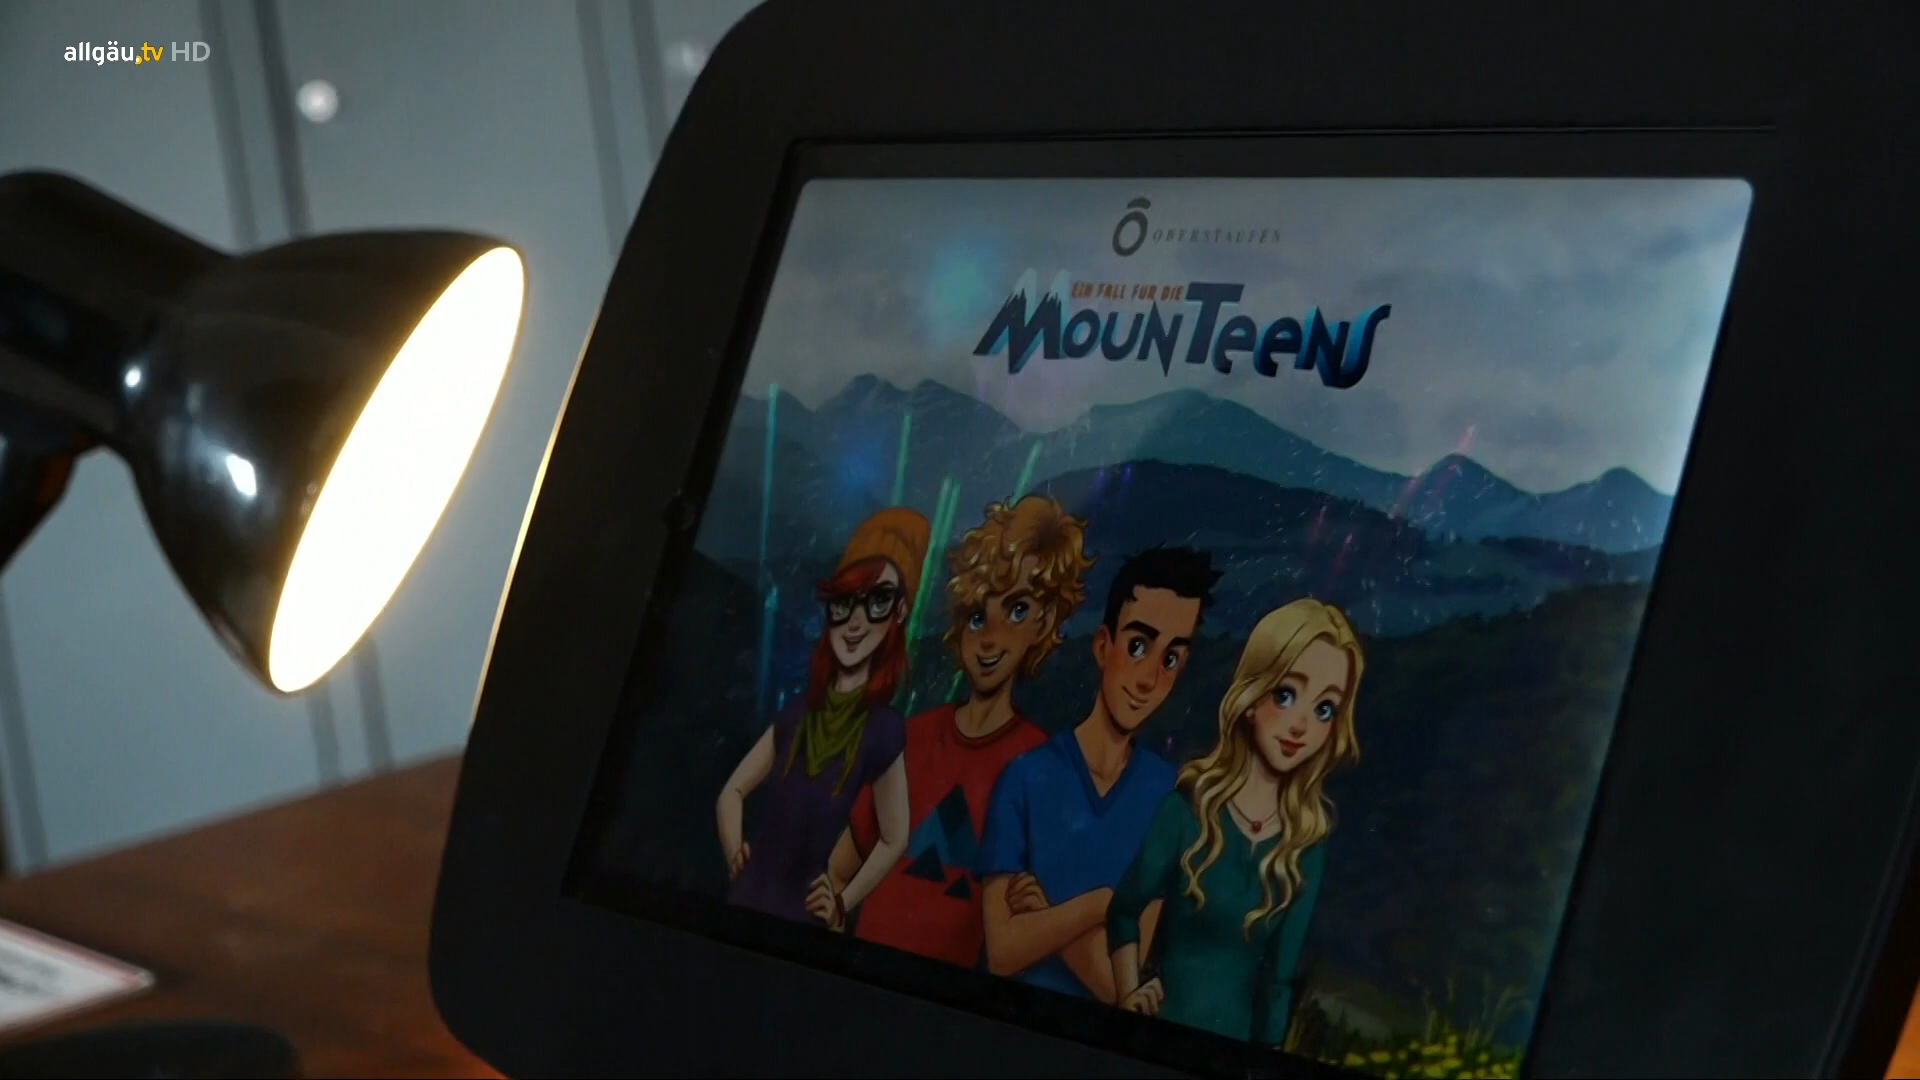 allgäu.tv HD
OBERSTAUFEN
EIN FALL FÜR DIE
MOUNTEENS